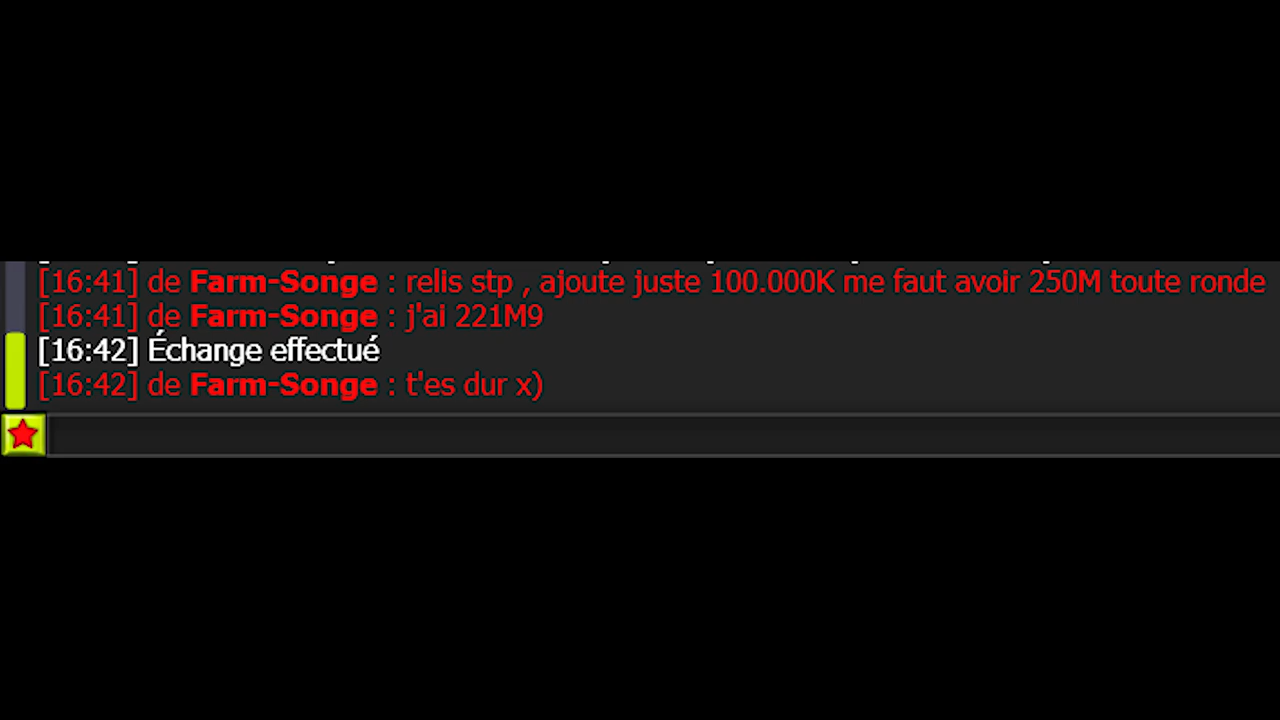 [16:41] de Farm-Songe : relis stp , ajoute juste 100.000K me faut avoir 250M toute ronde
[16:41] de Farm-Songe : j'ai 221M9
[16:42] Échange effectué
[16:42] de Farm-Songe : t'es dur x)